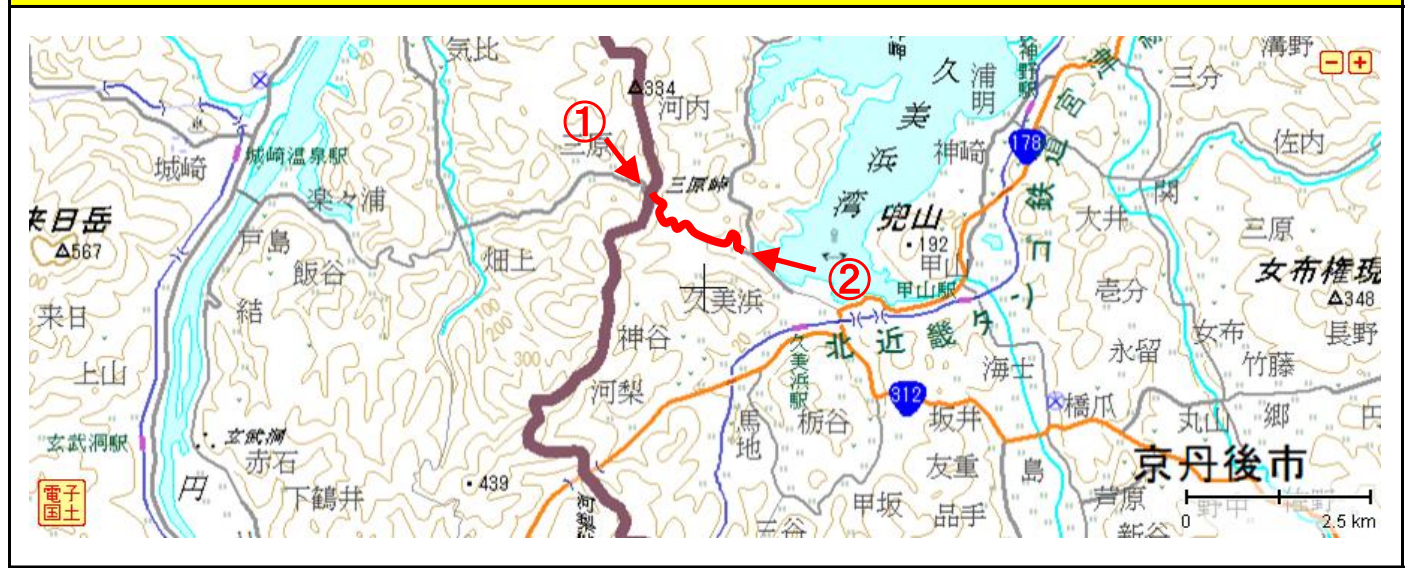 気比
河内
334
①
三原
三原峠
城崎
城崎温泉駅
楽々浦
来日岳
567
戸島
飯谷
畑上
結
来日
上山
神谷
河梨
玄武洞駅
玄武洞
赤石
下鶴井
円
439
300
200
100
久美浜湾
浦明
神野駅
神崎
178
三分
溝野
佐内
関
大井
三原
兜山
192
甲山
甲山駅
②
久美浜
久美浜駅
北近畿タンゴ鉄道宮津線
女布権現
348
壱分
女布
長野
竹藤
永留
海士
312
橋爪
丸山
郷
円
馬地
栃谷
坂井
友重
品手
甲坂
三谷
島
芦原
新谷
野中
京丹後市
電子国土
0
2.5 km